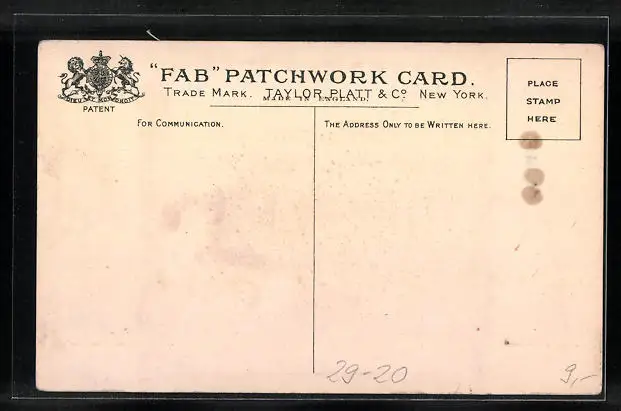 "FAB" PATCHWORK CARD.
TRADE MARK. TAYLOR PLATT & Co NEW YORK.
MADE IN ENGLAND.
DIEU ET MON DROIT
PATENT
PLACE
STAMP
HERE
FOR COMMUNICATION.
THE ADDRESS ONLY TO BE WRITTEN HERE.
29-20
9,-